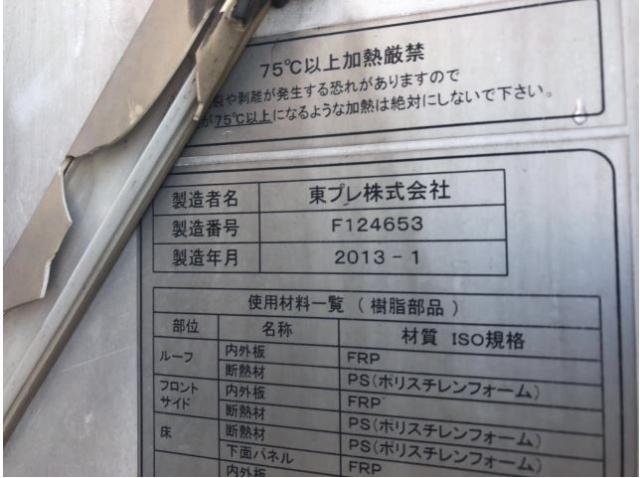 75℃以上加熱厳禁
や剥離が発生する恐れがありますので
が75℃以上になるような加熱は絶対にしないで下さい。
製造者名 東プレ株式会社
製造番号 F124653
製造年月 2013-1
使用材料一覧（樹脂部品）
部位 名称 材質 ISO規格
ルーフ 内外板 FRP
断熱材 PS(ポリスチレンフォーム)
フロント サイド 内外板 FRP
断熱材 PS(ポリスチレンフォーム)
床 断熱材 PS(ポリスチレンフォーム)
下面パネル FRP
内外板